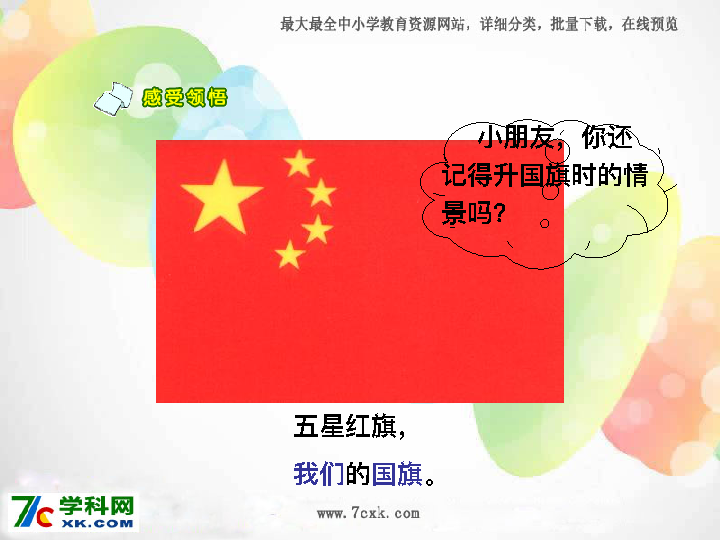 最大最全中小学教育资源网站，详细分类，批量下载，在线预览
感受领悟
小朋友，你还
记得升国旗时的情
景吗？
五星红旗，
我们的国旗。
7C 学科网
XK.COM
www.7cxk.com